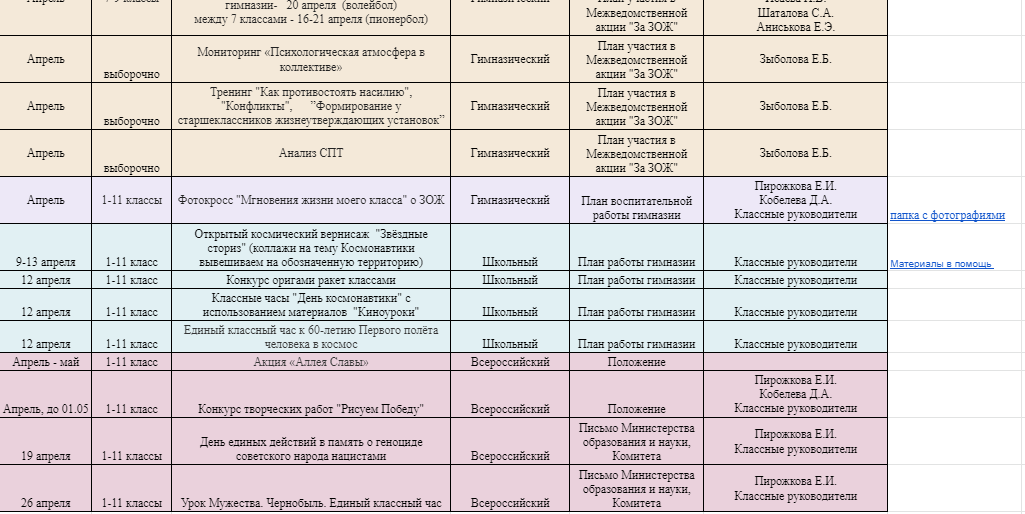 гимназии- 20 апреля (волейбол)
между 7 классами - 16-21 апреля (пионербол)
Межведомственной
акции "За ЗОЖ"
Шаталова С.А.
Аниськова Е.Э.
Апрель
выборочно
Мониторинг «Психологическая атмосфера в
коллективе»
Гимназический
План участия в
Межведомственной
акции "За ЗОЖ"
Зыболова Е.Б.
Апрель
выборочно
Тренинг "Как противостоять насилию",
"Конфликты", ”Формирование у
старшеклассников жизнеутверждающих установок”
Гимназический
План участия в
Межведомственной
акции "За ЗОЖ"
Зыболова Е.Б.
Апрель
выборочно
Анализ СПТ
Гимназический
План участия в
Межведомственной
акции "За ЗОЖ"
Зыболова Е.Б.
Апрель
1-11 классы
Фотокросс "Мгновения жизни моего класса" о ЗОЖ
Гимназический
План воспитательной
работы гимназии
Пирожкова Е.И.
Кобелева Д.А.
Классные руководители
папка с фотографиями
9-13 апреля
1-11 класс
Открытый космический вернисаж "Звёздные
сториз" (коллажи на тему Космонавтики
вывешиваем на обозначенную территорию)
Школьный
План работы гимназии
Классные руководители
Материалы в помощь
12 апреля
1-11 класс
Конкурс оригами ракет классами
Школьный
План работы гимназии
Классные руководители
12 апреля
1-11 класс
Классные часы "День космонавтики" с
использованием материалов "Киноуроки"
Школьный
План работы гимназии
Классные руководители
12 апреля
1-11 класс
Единый классный час к 60-летию Первого полёта
человека в космос
Школьный
План работы гимназии
Классные руководители
Апрель - май
1-11 класс
Акция «Аллея Славы»
Всероссийский
Положение
Апрель, до 01.05
1-11 класс
Конкурс творческих работ "Рисуем Победу"
Всероссийский
Положение
Пирожкова Е.И.
Кобелева Д.А.
Классные руководители
19 апреля
1-11 классы
День единых действий в память о геноциде
советского народа нацистами
Всероссийский
Письмо Министерства
образования и науки,
Комитета
Пирожкова Е.И.
Классные руководители
26 апреля
1-11 классы
Урок Мужества. Чернобыль. Единый классный час
Всероссийский
Письмо Министерства
образования и науки,
Комитета
Пирожкова Е.И.
Классные руководители